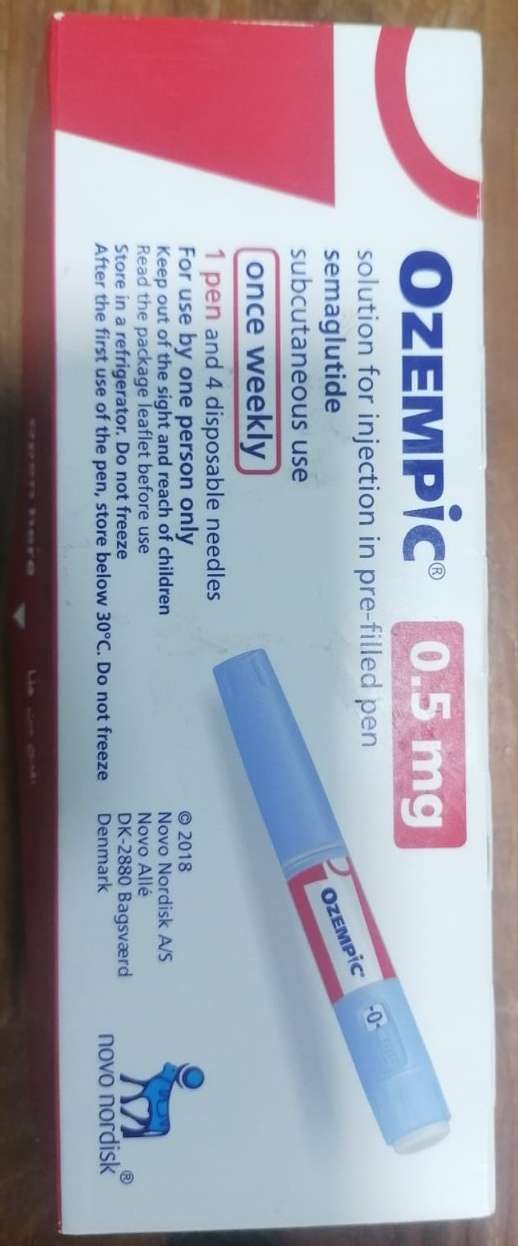 OZEMPIC® 0.5 mg
solution for injection in pre-filled pen
semaglutide
subcutaneous use
once weekly
1 pen and 4 disposable needles
For use by one person only
Keep out of the sight and reach of children
Read the package leaflet before use
Store in a refrigerator. Do not freeze
After the first use of the pen, store below 30°C. Do not freeze
OZEMPIC®
-0-
© 2018
Novo Nordisk A/S
Novo Allé
DK-2880 Bagsværd
Denmark
novo nordisk®